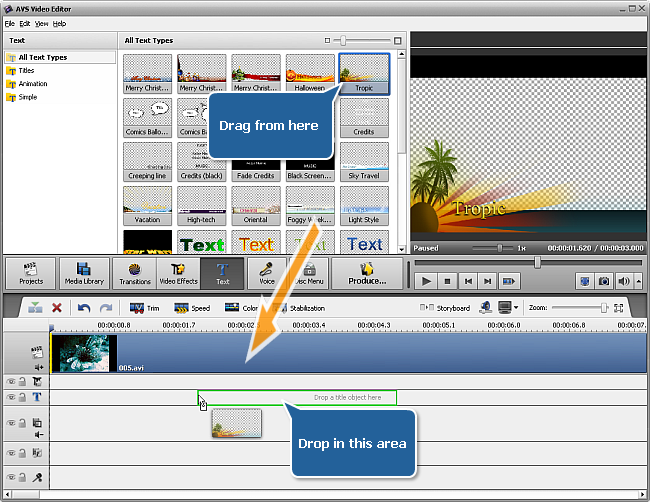 AVS Video Editor
File Edit View Help
Text
All Text Types
Titles
Animation
Simple
All Text Types
Merry Christ...
Merry Christ...
Merry Christ...
Halloween
Tropic
Comics Ballo...
Comics Ba...
Credits
Creeping line
Credits (black)
Fade Credits
Black Screen...
Sky Travel
Vacation
High-tech
Oriental
Foggy Week...
Light Style
Text
Text
Text
Text
Drag from here
Tropic
Paused
1x
00:00:01.620 / 00:00:03.000
Projects
Media Library
Transitions
Video Effects
Text
Voice
Disc Menu
Produce...
Trim
Speed
Color
Stabilization
Storyboard
Zoom:
00:00:00.8 00:00:01.7 00:00:02.5 00:00:03.4 00:00:04.3 00:00:05.1 00:00:06.0 00:00:06.8 00:00:07.
005.avi
Drop a title object here
Drop in this area